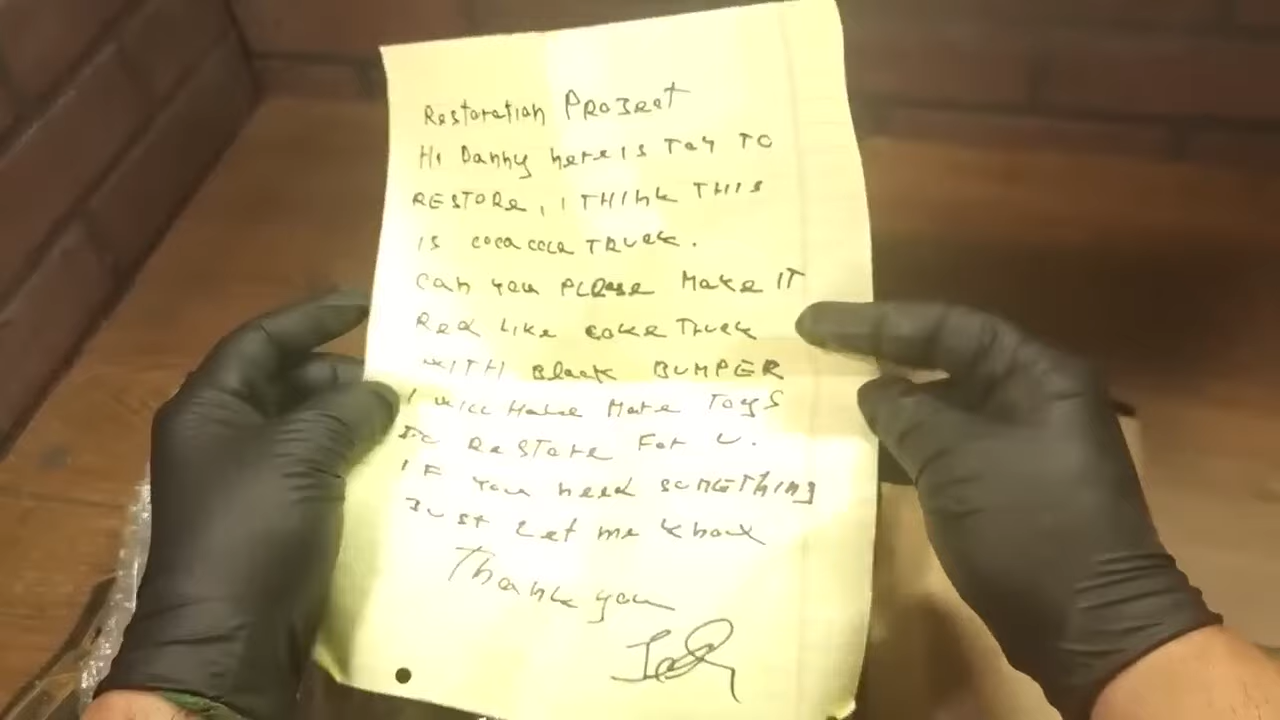 Restoration PROJECT
Hi Danny here is Toy TO
RESTORe, I THINK THIS
is coca cola TRUCK.
Can you PLease Make IT
Red Like coke Truck
WITH Black BUMPER
I will Have More Toys
To ReStore For U.
IF You need SOMEThing
Just Let me know
Thank you